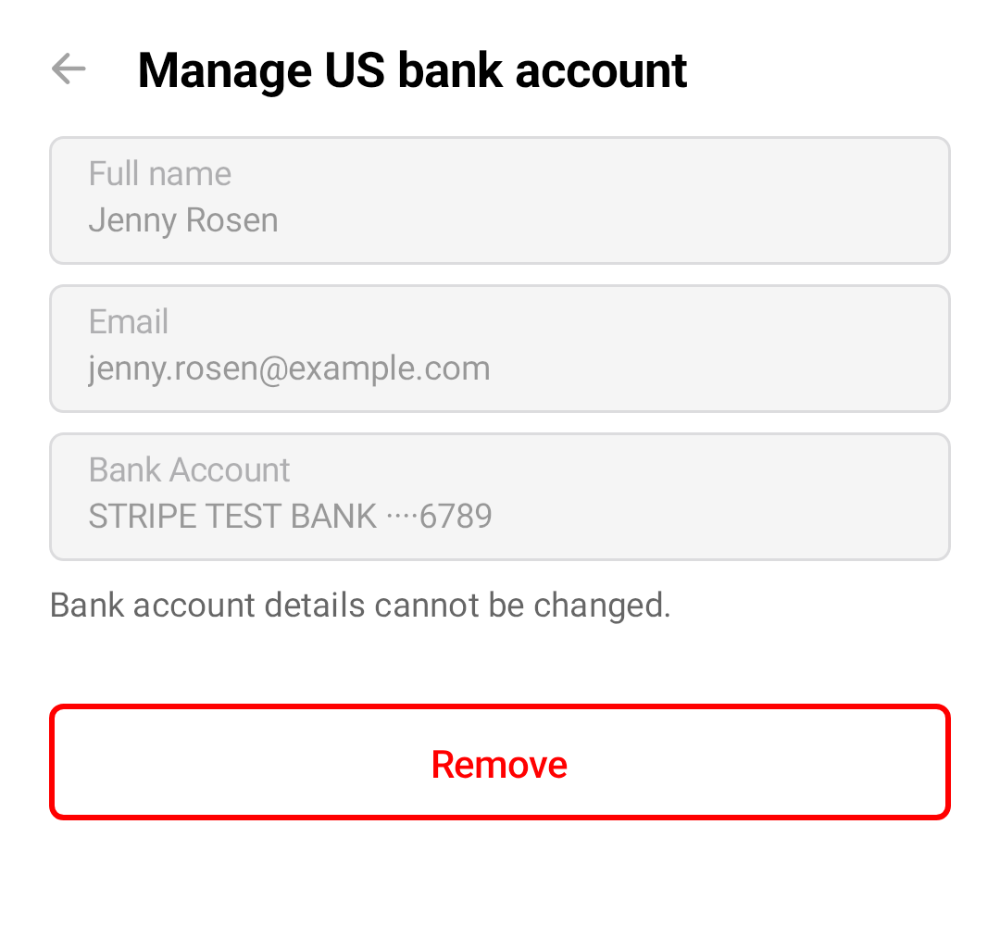 Manage US bank account
Full name
Jenny Rosen
Email
jenny.rosen@example.com
Bank Account
STRIPE TEST BANK ····6789
Bank account details cannot be changed.
Remove